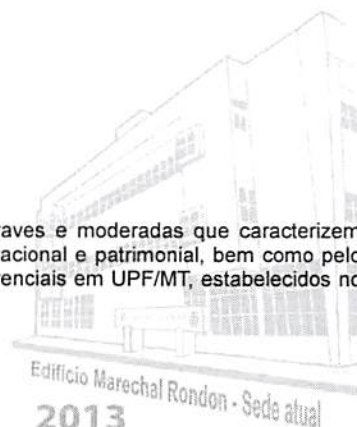 raves e moderadas que caracterizem
acional e patrimonial, bem como pelo
enciais em UPF/MT, estabelecidos no
Edifício Marechal Rondon - Sede atual
2013